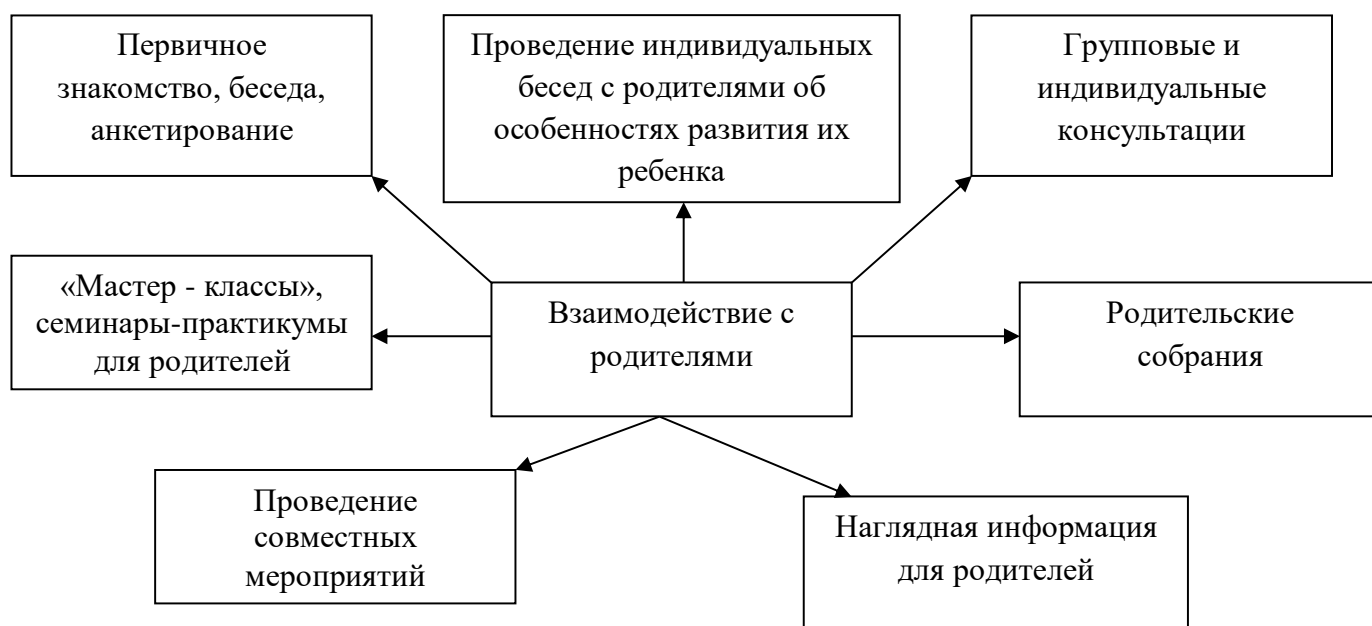 Первичное
знакомство, беседа,
анкетирование
Проведение индивидуальных
бесед с родителями об
особенностях развития их
ребенка
Групповые и
индивидуальные
консультации
«Мастер - классы»,
семинары-практикумы
для родителей
Взаимодействие с
родителями
Родительские
собрания
Проведение
совместных
мероприятий
Наглядная информация
для родителей